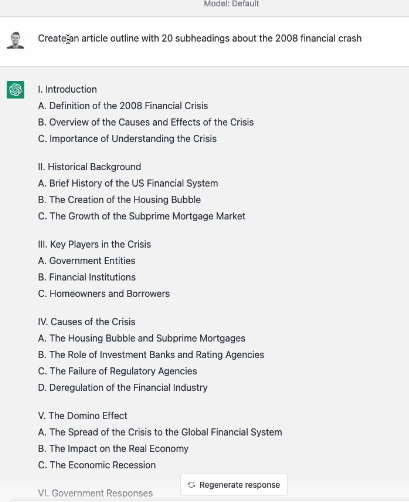 Model: Default
Create an article outline with 20 subheadings about the 2008 financial crash
I. Introduction
A. Definition of the 2008 Financial Crisis
B. Overview of the Causes and Effects of the Crisis
C. Importance of Understanding the Crisis
II. Historical Background
A. Brief History of the US Financial System
B. The Creation of the Housing Bubble
C. The Growth of the Subprime Mortgage Market
III. Key Players in the Crisis
A. Government Entities
B. Financial Institutions
C. Homeowners and Borrowers
IV. Causes of the Crisis
A. The Housing Bubble and Subprime Mortgages
B. The Role of Investment Banks and Rating Agencies
C. The Failure of Regulatory Agencies
D. Deregulation of the Financial Industry
V. The Domino Effect
A. The Spread of the Crisis to the Global Financial System
B. The Impact on the Real Economy
C. The Economic Recession
Regenerate response
VI. Government Responses